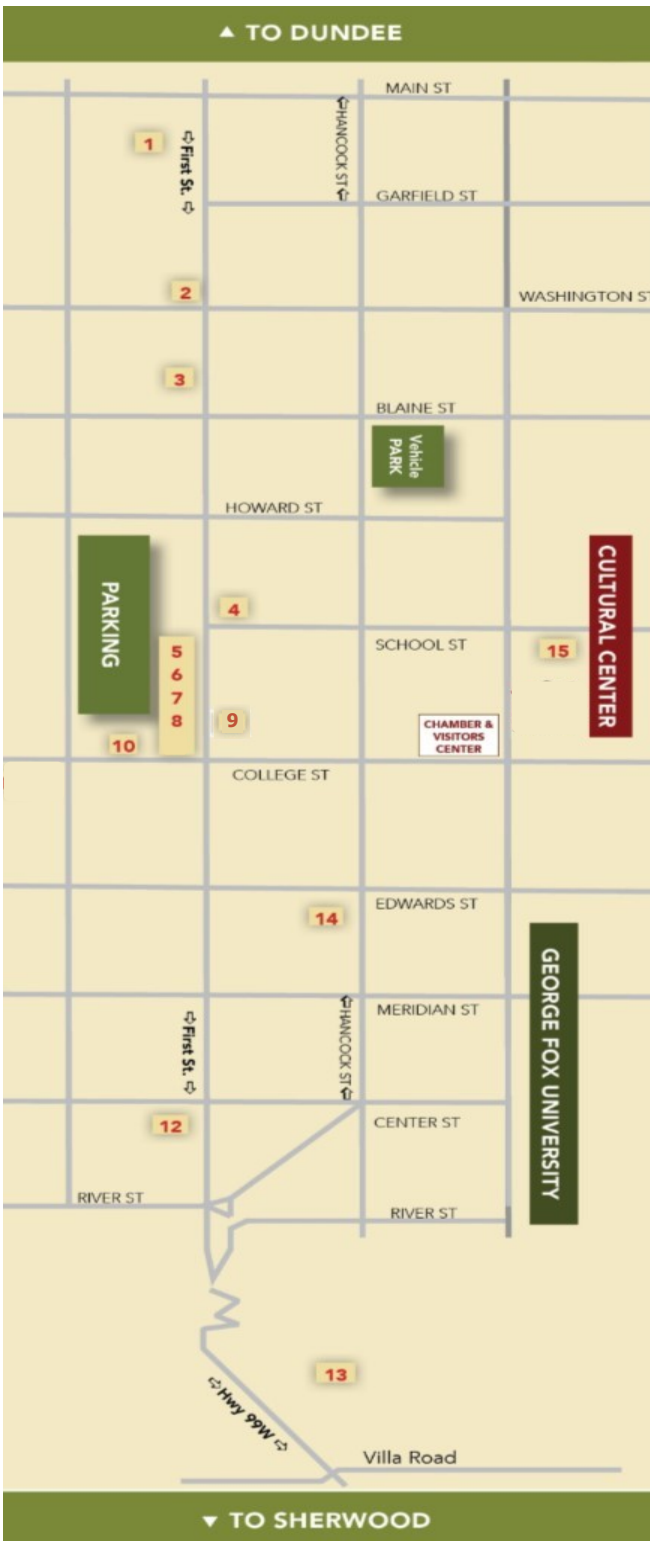 ▲ TO DUNDEE
MAIN ST
HANCOCK ST
1
First St.
GARFIELD ST
2
WASHINGTON ST
3
BLAINE ST
Vehicle
PARK
HOWARD ST
PARKING
CULTURAL CENTER
4
SCHOOL ST
15
5
6
7
8
9
CHAMBER &
VISITORS
CENTER
10
COLLEGE ST
EDWARDS ST
14
GEORGE FOX UNIVERSITY
MERIDIAN ST
First St.
HANCOCK ST
12
CENTER ST
RIVER ST
RIVER ST
13
Hwy 99W
Villa Road
▼ TO SHERWOOD